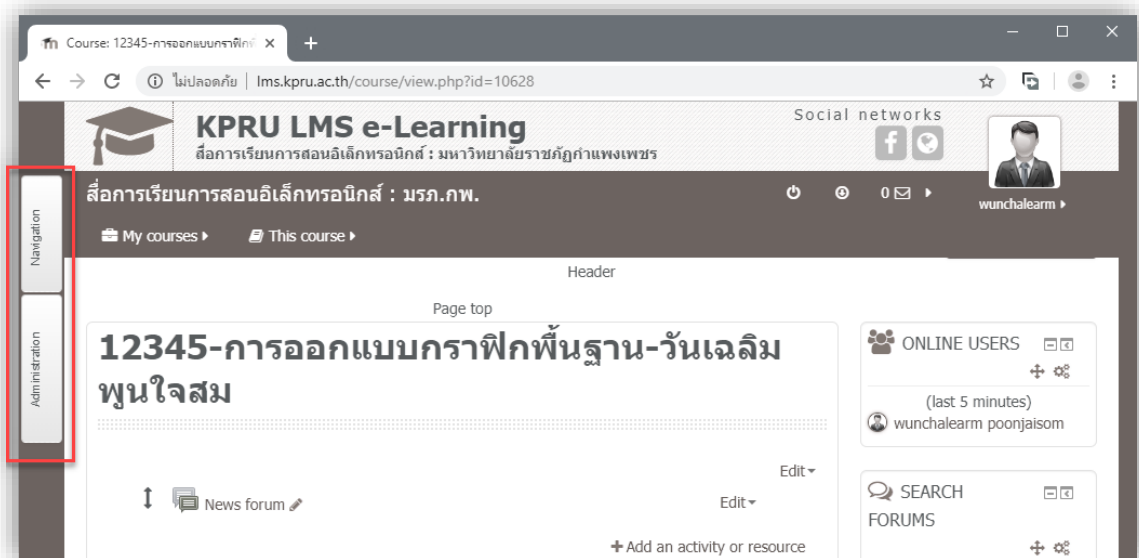 Course: 12345-การออกแบบกราฟิกพื้
ไม่ปลอดภัย | lms.kpru.ac.th/course/view.php?id=10628
KPRU LMS e-Learning
สื่อการเรียนการสอนอิเล็กทรอนิกส์ : มหาวิทยาลัยราชภัฏกำแพงเพชร
Social networks
สื่อการเรียนการสอนอิเล็กทรอนิกส์ : มรภ.กพ.
0
wunchalearm
My courses
This course
Navigation
Administration
Header
Page top
12345-การออกแบบกราฟิกพื้นฐาน-วันเฉลิม
พูนใจสม
Edit
News forum
Edit
+ Add an activity or resource
ONLINE USERS
(last 5 minutes)
wunchalearm poonjaisom
SEARCH
FORUMS